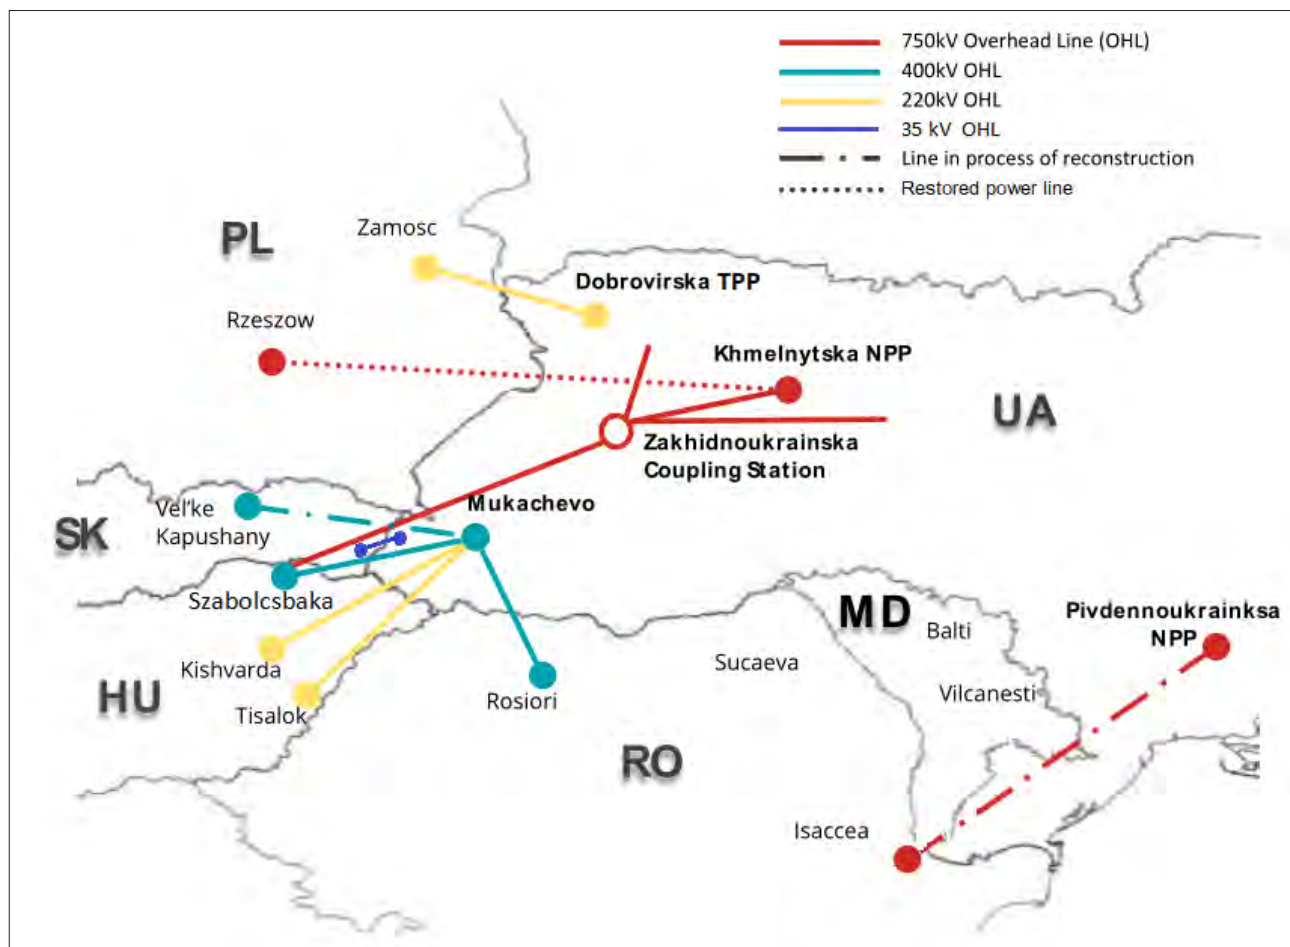 750kV Overhead Line (OHL)
400kV OHL
220kV OHL
35 kV OHL
Line in process of reconstruction
Restored power line
PL
Zamosc
Dobrovirska TPP
Rzeszow
Khmelnytska NPP
UA
Zakhidnoukrainska
Coupling Station
Mukachevo
Vel'ke
Kapushany
SK
Szabolcsbaka
MD
Balti
Pivdennoukrainksa
NPP
Kishvarda
Sucaeva
HU
Tisalok
Rosiori
Vilcanesti
RO
Isaccea